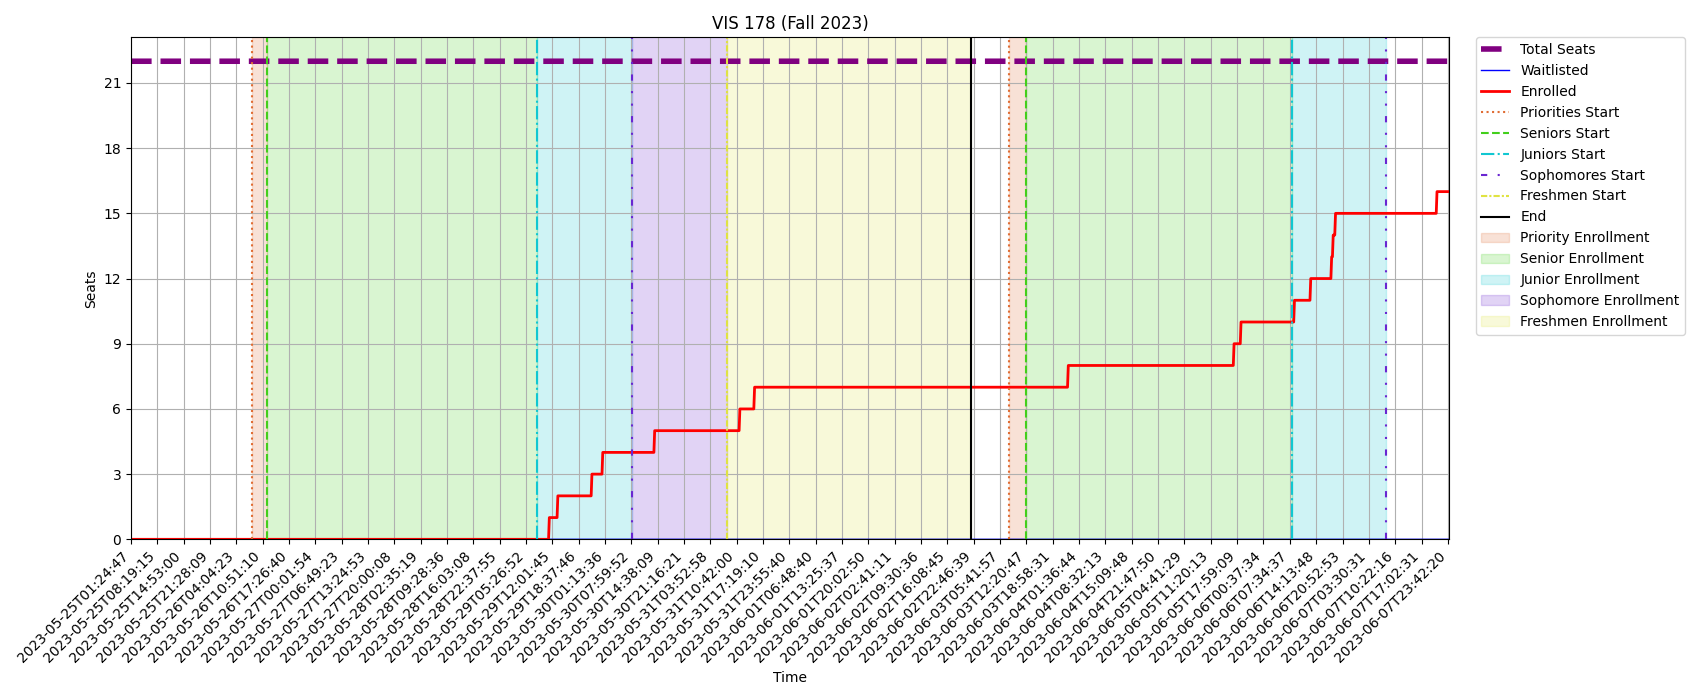 VIS 178 (Fall 2023)
Seats
21
18
15
12
9
6
3
0
2023-05-25T01:24:47
2023-05-25T08:19:15
2023-05-25T14:53:00
2023-05-25T21:28:09
2023-05-26T04:04:23
2023-05-26T10:51:10
2023-05-26T17:26:40
2023-05-27T00:01:54
2023-05-27T06:49:23
2023-05-27T13:24:53
2023-05-27T20:00:08
2023-05-28T02:35:19
2023-05-28T09:28:36
2023-05-28T16:03:08
2023-05-28T22:37:55
2023-05-29T05:26:52
2023-05-29T12:01:45
2023-05-29T18:37:46
2023-05-30T01:13:36
2023-05-30T07:59:52
2023-05-30T14:38:09
2023-05-30T21:16:21
2023-05-31T03:52:58
2023-05-31T10:42:00
2023-05-31T17:19:10
2023-05-31T23:55:40
2023-06-01T06:48:40
2023-06-01T13:25:37
2023-06-01T20:02:50
2023-06-02T02:41:11
2023-06-02T09:30:36
2023-06-02T16:08:45
2023-06-02T22:46:39
2023-06-03T05:41:57
2023-06-03T12:20:47
2023-06-03T18:58:31
2023-06-04T01:36:44
2023-06-04T08:32:13
2023-06-04T15:09:48
2023-06-04T21:47:50
2023-06-05T04:41:29
2023-06-05T11:20:13
2023-06-05T17:59:09
2023-06-06T00:37:34
2023-06-06T07:34:37
2023-06-06T14:13:48
2023-06-06T20:52:53
2023-06-07T03:30:31
2023-06-07T10:22:16
2023-06-07T17:02:31
2023-06-07T23:42:20
Time
Total Seats
Waitlisted
Enrolled
Priorities Start
Seniors Start
Juniors Start
Sophomores Start
Freshmen Start
End
Priority Enrollment
Senior Enrollment
Junior Enrollment
Sophomore Enrollment
Freshmen Enrollment